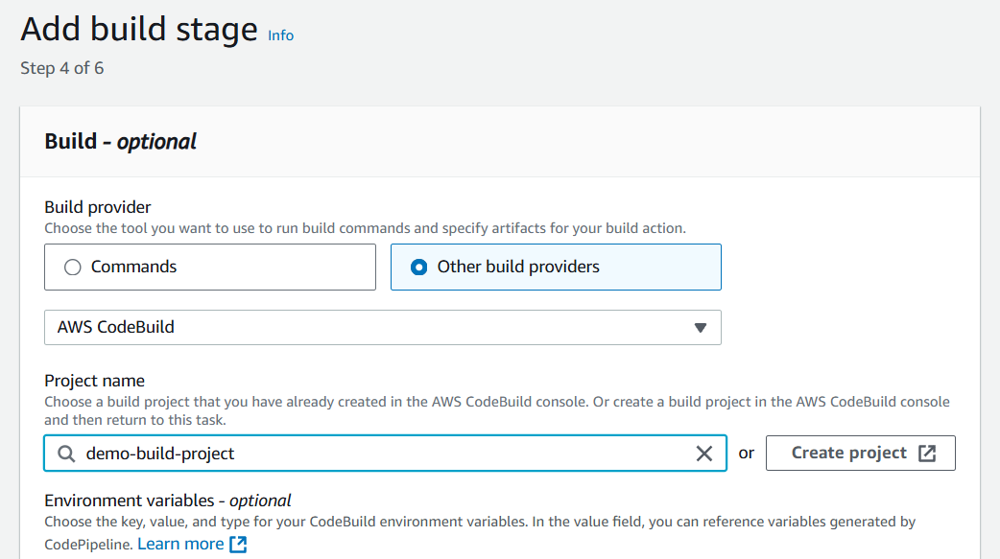 Add build stage Info
Step 4 of 6
Build - optional
Build provider
Choose the tool you want to use to run build commands and specify artifacts for your build action.
Commands
Other build providers
AWS CodeBuild
Project name
Choose a build project that you have already created in the AWS CodeBuild console. Or create a build project in the AWS CodeBuild console
and then return to this task.
demo-build-project
or
Create project
Environment variables - optional
Choose the key, value, and type for your CodeBuild environment variables. In the value field, you can reference variables generated by
CodePipeline. Learn more